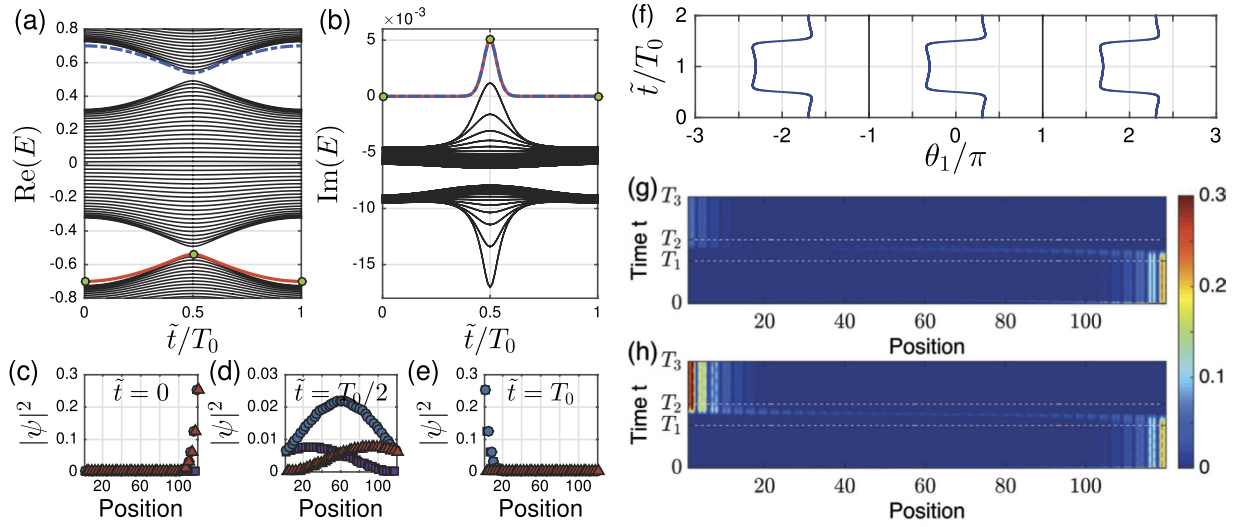 (a)
0.8
0.6
0.4
0.2
0
-0.2
-0.4
-0.6
-0.8
Re(E)
0
0.5
1
t̃/T₀
(b)
×10⁻³
5
0
-5
-10
-15
Im(E)
0
0.5
1
t̃/T₀
(c)
0.3
0.2
0.1
0
|ψ|²
t̃ = 0
20 60 100
Position
(d)
0.03
0.02
0.01
0
|ψ|²
t̃ = T₀/2
20 60 100
Position
(e)
0.3
0.2
0.1
0
|ψ|²
t̃ = T₀
20 60 100
Position
(f)
2
1
0
t̃/T₀
-3 -2 -1 0 1 2 3
θ₁/π
(g)
T₃
T₂
T₁
0
Time t
20 40 60 80 100
Position
(h)
T₃
T₂
T₁
0
Time t
20 40 60 80 100
Position
0.3
0.2
0.1
0